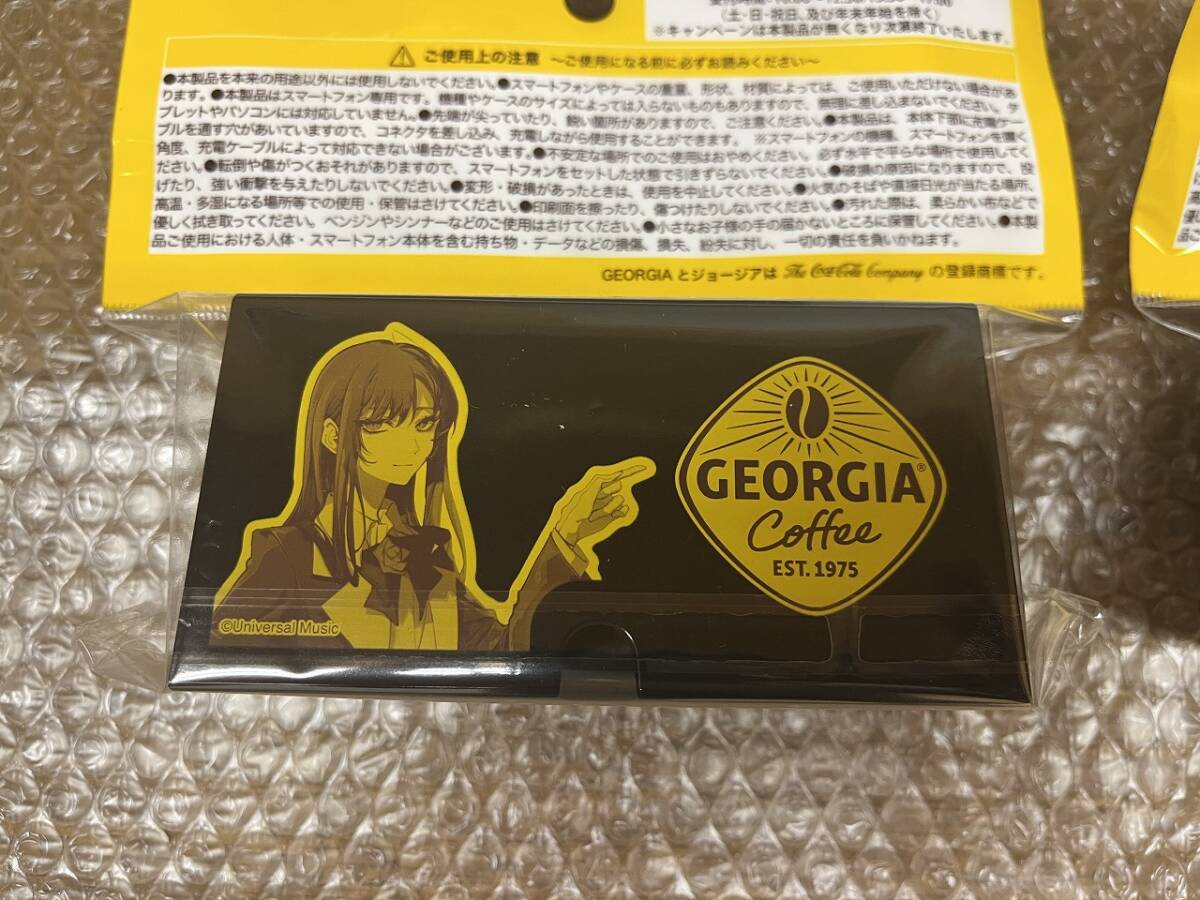 (土・日・祝日、及び年末年始を除く)
※キャンペーンは本製品が無くなり次第終了いたします。
ご使用上の注意 ～ご使用になる前に必ずお読みください～
●本製品を本来の用途以外には使用しないでください。●スマートフォンやケースの重量、形状、材質によっては、ご使用いただけない場合があ
ります。●本製品はスマートフォン専用です。機種やケースのサイズによっては入らないものもありますので、無理に差し込まないでください。タ
ブレットやパソコンには対応していません。●先端が尖っていたり、鋭い箇所がありますので、ご注意ください。●本製品は、本体下部に充電ケー
ブルを通す穴があいていますので、コネクタを差し込み、充電しながら使用することができます。 ※スマートフォンの機種、スマートフォンを置く
角度、充電ケーブルによって対応できない場合がございます。●不安定な場所でのご使用はおやめください。必ず水平で平らな場所で使用してく
ださい。●転倒や傷がつくおそれがありますので、スマートフォンをセットした状態で引きずらないでください。●破損の原因になりますので、投
げたり、強い衝撃を与えたりしないでください。●変形・破損があったときは、使用を中止してください。●火気のそばや直接日光が当たる場所、
高温・多湿になる場所等での使用・保管はさけてください。●印刷面を擦ったり、傷つけたりしないでください。●汚れた際は、柔らかい布などで
優しく拭き取ってください。ベンジンやシンナーなどのご使用はさけてください。●小さなお子様の手の届かないところに保管してください。●本製
品ご使用における人体・スマートフォン本体を含む持ち物・データなどの損傷、損失、紛失に対し、一切の責任を負いかねます。
GEORGIA とジョージアは The Coca-Cola Company の登録商標です。
GEORGIA®
Coffee
EST. 1975
©Universal Music